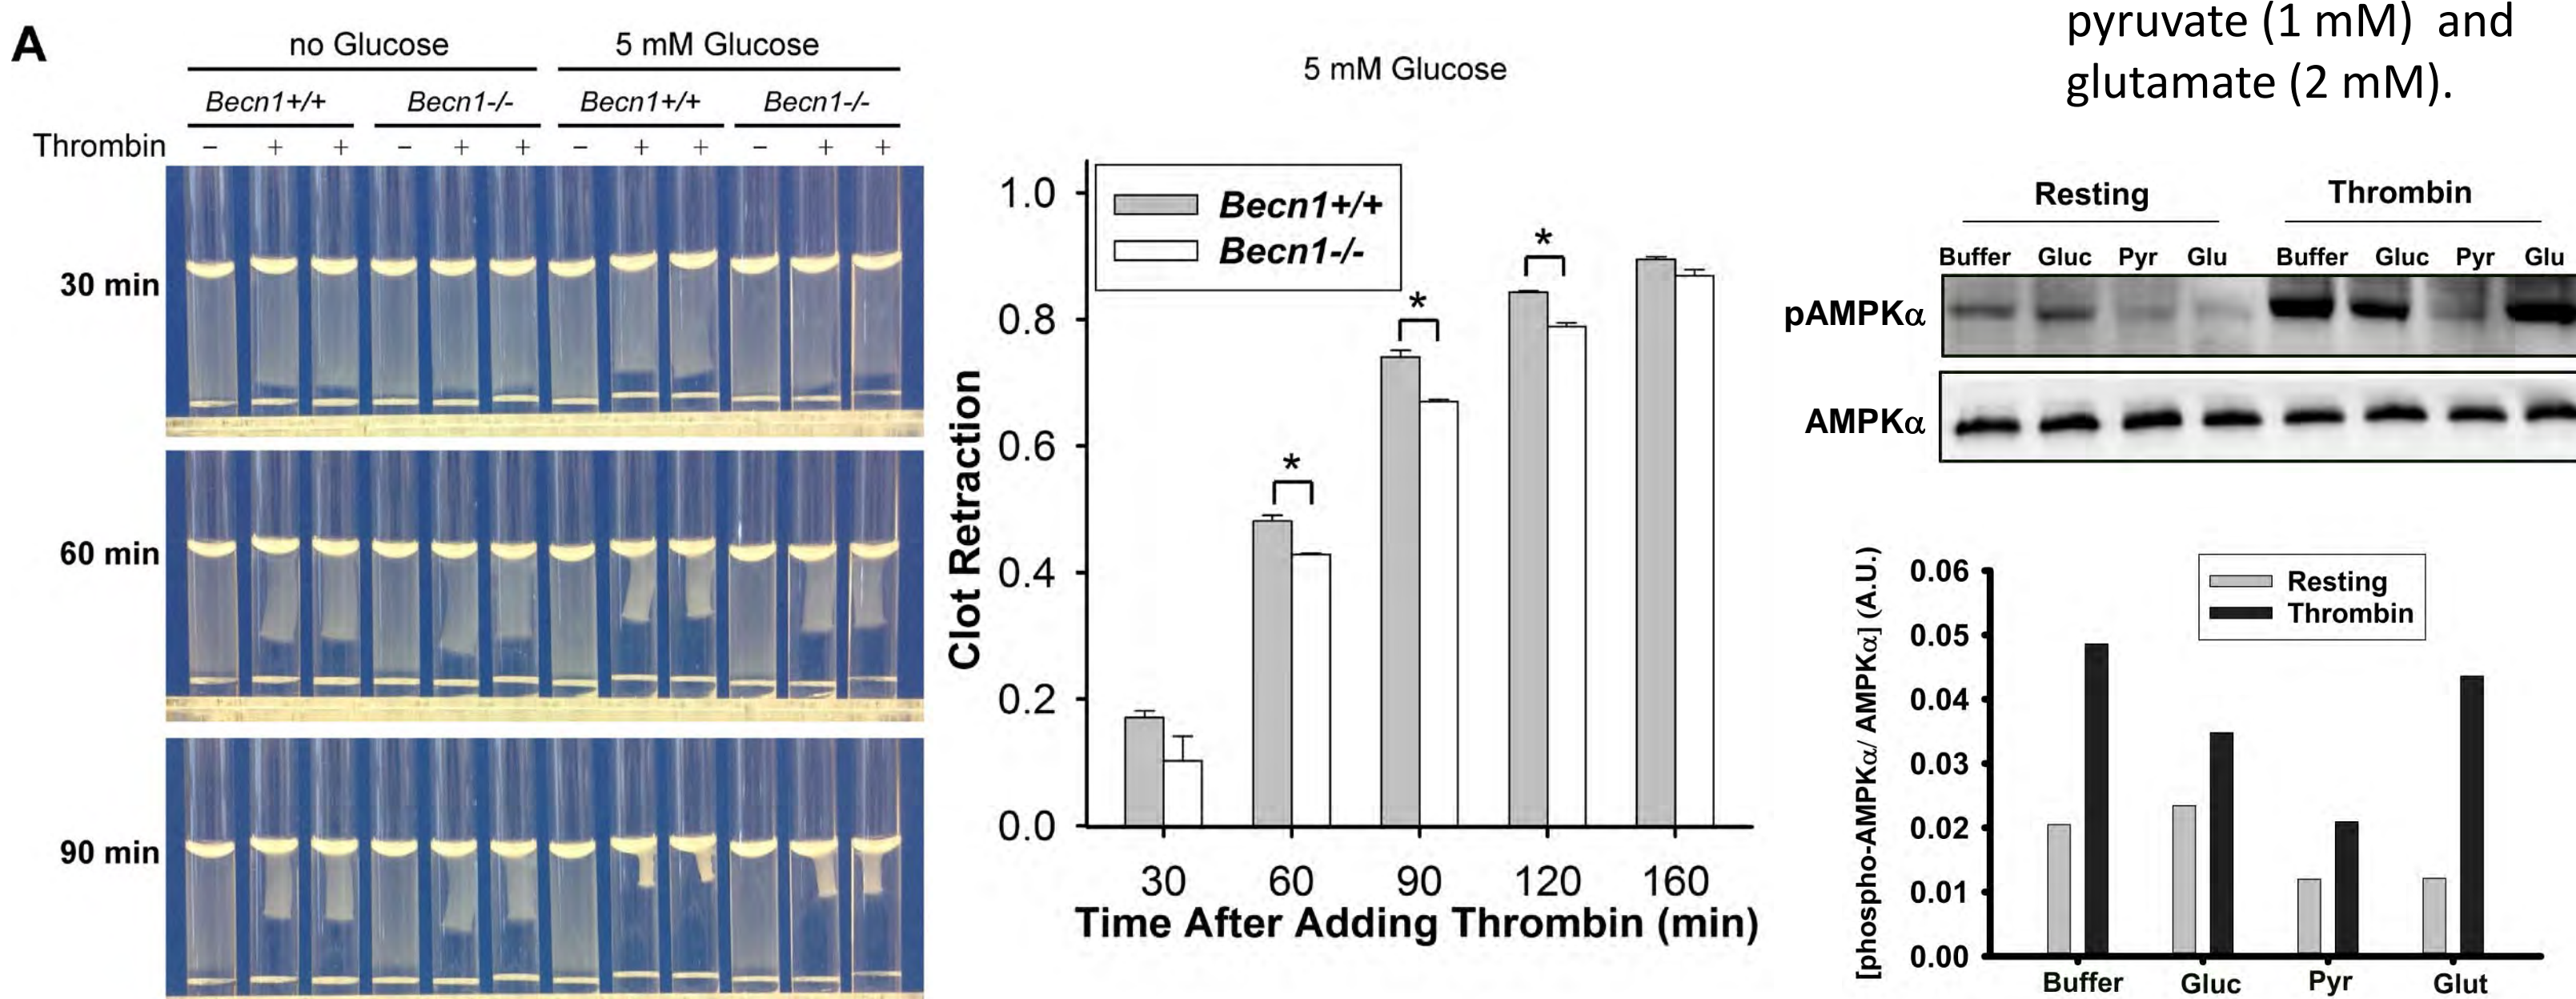 A
no Glucose 5 mM Glucose
Becn1+/+ Becn1-/- Becn1+/+ Becn1-/-
Thrombin − + + − + + − + + − + +
30 min
60 min
90 min
5 mM Glucose
Becn1+/+
Becn1-/-
Clot Retraction
1.0
0.8
0.6
0.4
0.2
0.0
*
*
*
30 60 90 120 160
Time After Adding Thrombin (min)
pyruvate (1 mM) and
glutamate (2 mM).
Resting Thrombin
Buffer Gluc Pyr Glu Buffer Gluc Pyr Glu
pAMPKα
AMPKα
[phospho-AMPKα/ AMPKα] (A.U.)
Resting
Thrombin
0.06
0.05
0.04
0.03
0.02
0.01
0.00
Buffer Gluc Pyr Glut